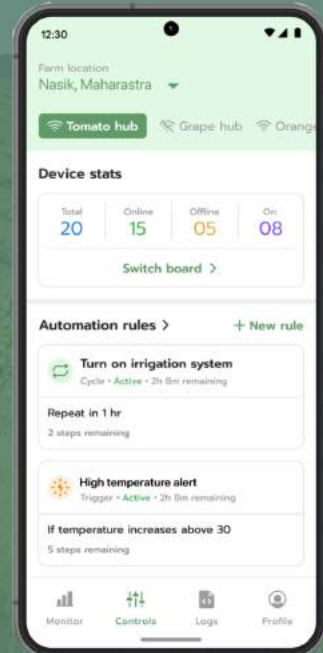 12:30
Farm location
Nasik, Maharastra
Tomato hub
Grape hub
Orange
Device stats
Total
Online
Offline
On
20
15
05
08
Switch board >
Automation rules >
+ New rule
Turn on irrigation system
Cycle • Active • 2h 8m remaining
Repeat in 1 hr
2 steps remaining
High temperature alert
Trigger • Active • 2h 8m remaining
If temperature increases above 30
5 steps remaining
Monitor
Controls
Logs
Profile